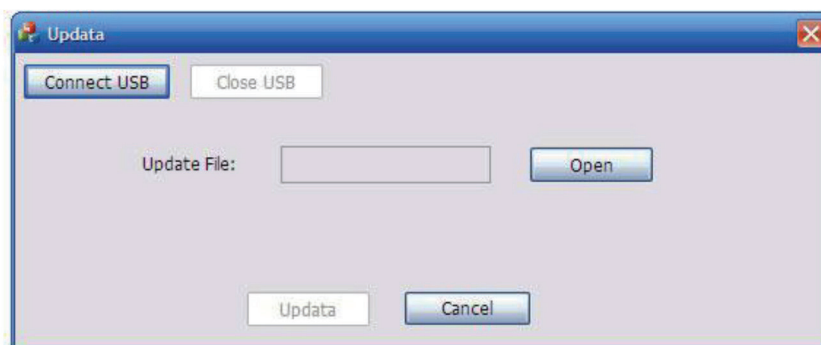 Updata
Connect USB Close USB
Update File: Open
Updata Cancel